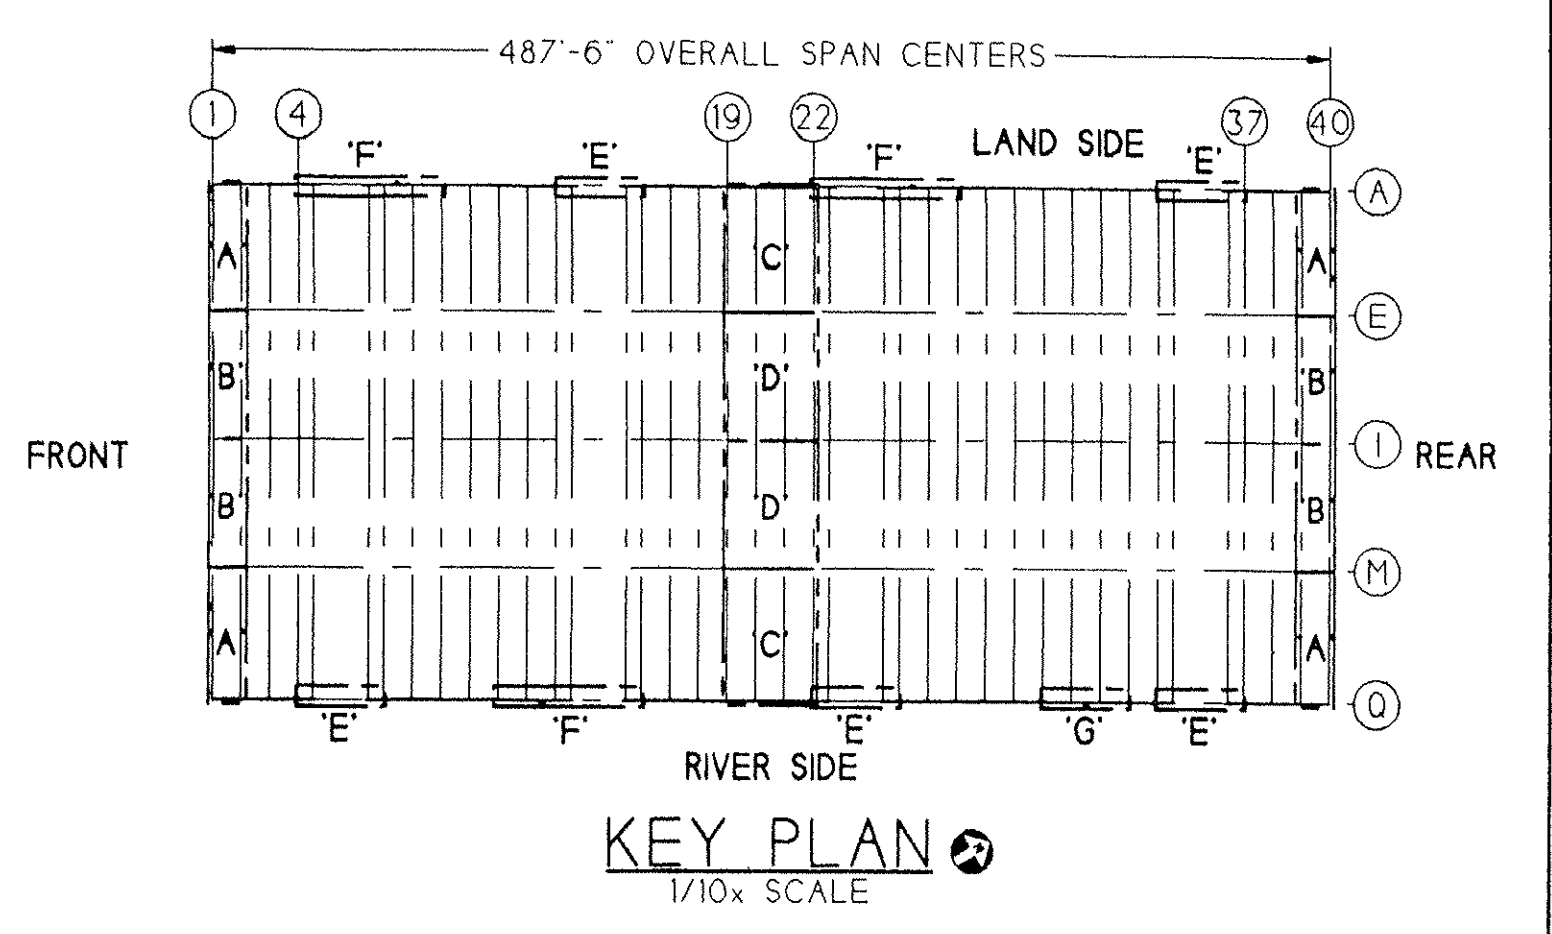 487'-6" OVERALL SPAN CENTERS
1 4 19 22 37 40
LAND SIDE
'F' 'E' 'F' 'E'
A
'A' 'C' 'A'
E
'B' 'D' 'B'
FRONT I REAR
'B' 'D' 'B'
M
'A' 'C' 'A'
Q
'E' 'F' 'E' 'G' 'E'
RIVER SIDE
KEY PLAN
1/10x SCALE